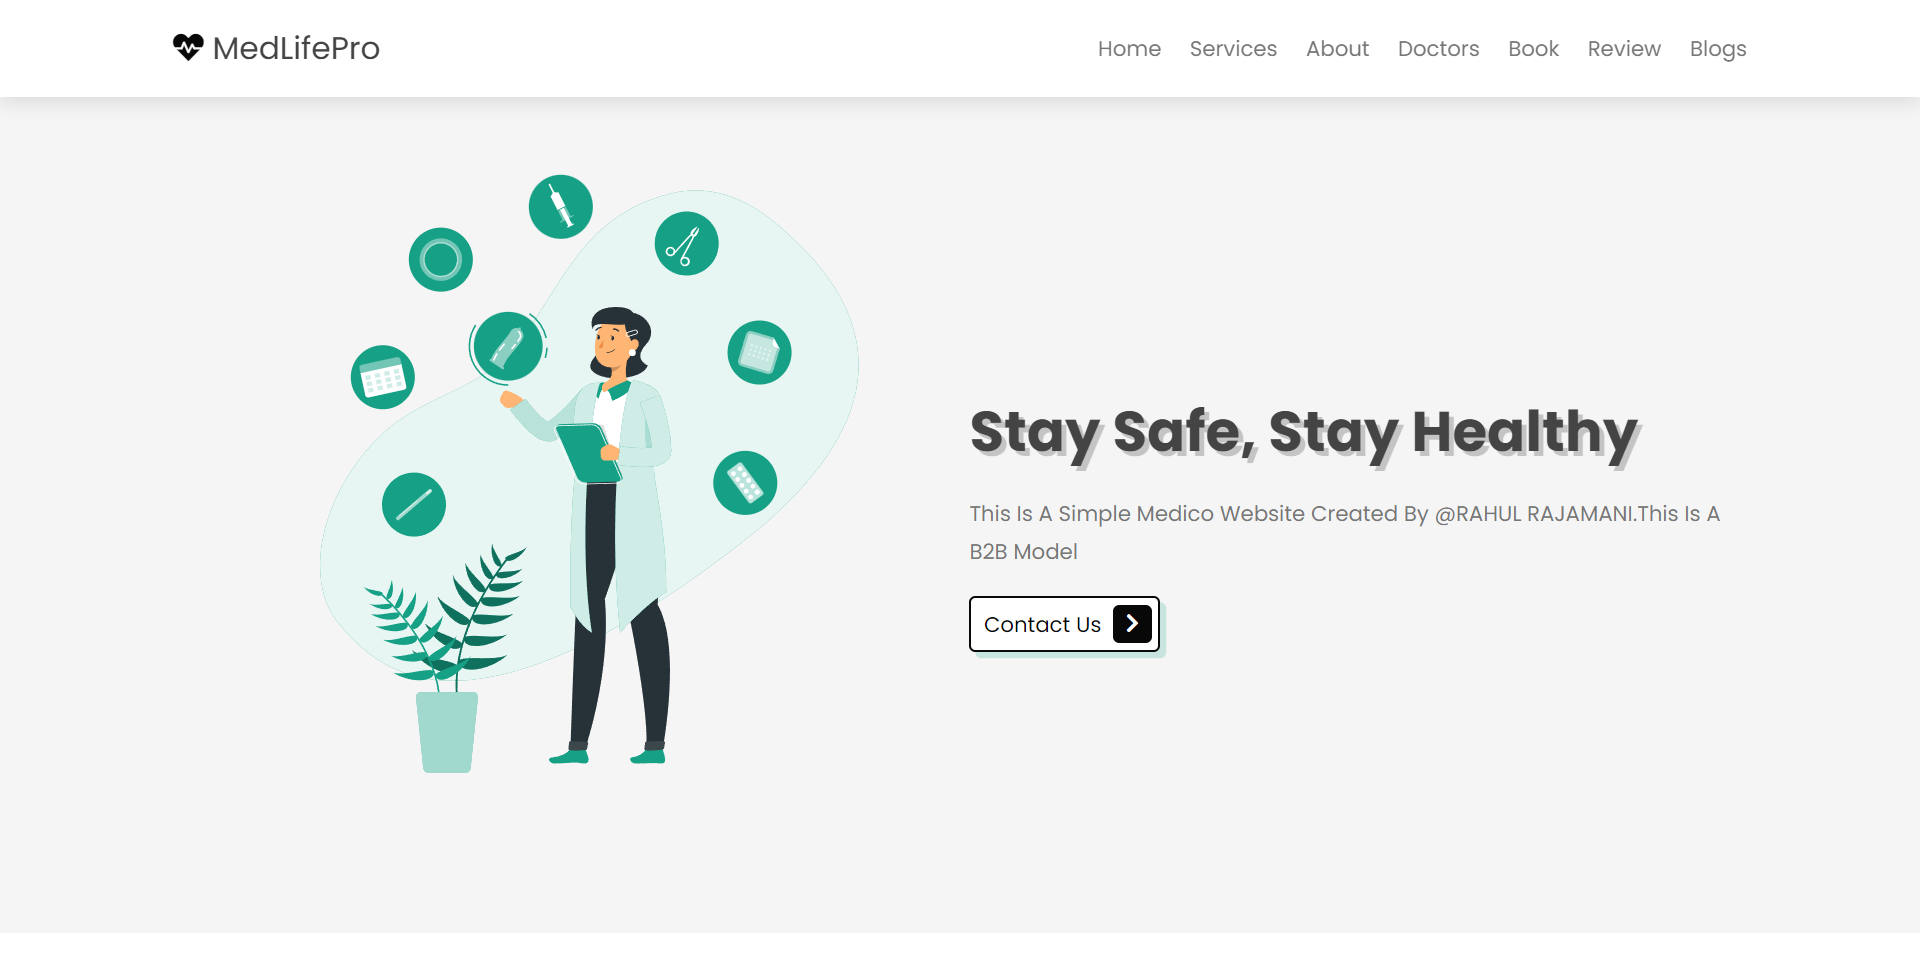 MedLifePro
Home Services About Doctors Book Review Blogs
Stay Safe, Stay Healthy
This Is A Simple Medico Website Created By @RAHUL RAJAMANI.This Is A
B2B Model
Contact Us